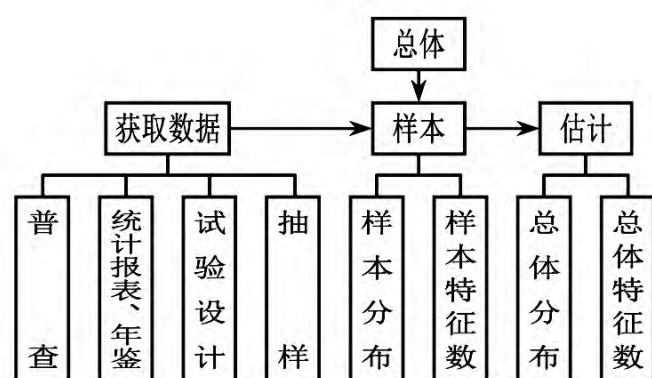 总体
获取数据
样本
估计
普查
统计报表、年鉴
试验设计
抽样
样本分布
样本特征数
总体分布
总体特征数